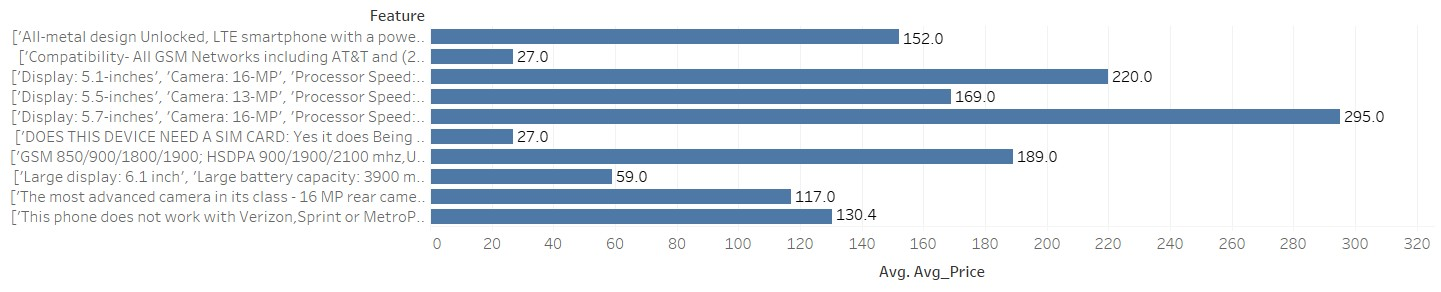 Feature
['All-metal design Unlocked, LTE smartphone with a powe.. 152.0
['Compatibility- All GSM Networks including AT&T and (2.. 27.0
['Display: 5.1-inches', 'Camera: 16-MP', 'Processor Speed:.. 220.0
['Display: 5.5-inches', 'Camera: 13-MP', 'Processor Speed:.. 169.0
['Display: 5.7-inches', 'Camera: 16-MP', 'Processor Speed:.. 295.0
['DOES THIS DEVICE NEED A SIM CARD: Yes it does Being .. 27.0
['GSM 850/900/1800/1900; HSDPA 900/1900/2100 mhz,U.. 189.0
['Large display: 6.1 inch', 'Large battery capacity: 3900 m.. 59.0
['The most advanced camera in its class - 16 MP rear came.. 117.0
['This phone does not work with Verizon,Sprint or MetroP.. 130.4
0 20 40 60 80 100 120 140 160 180 200 220 240 260 280 300 320
Avg. Avg_Price